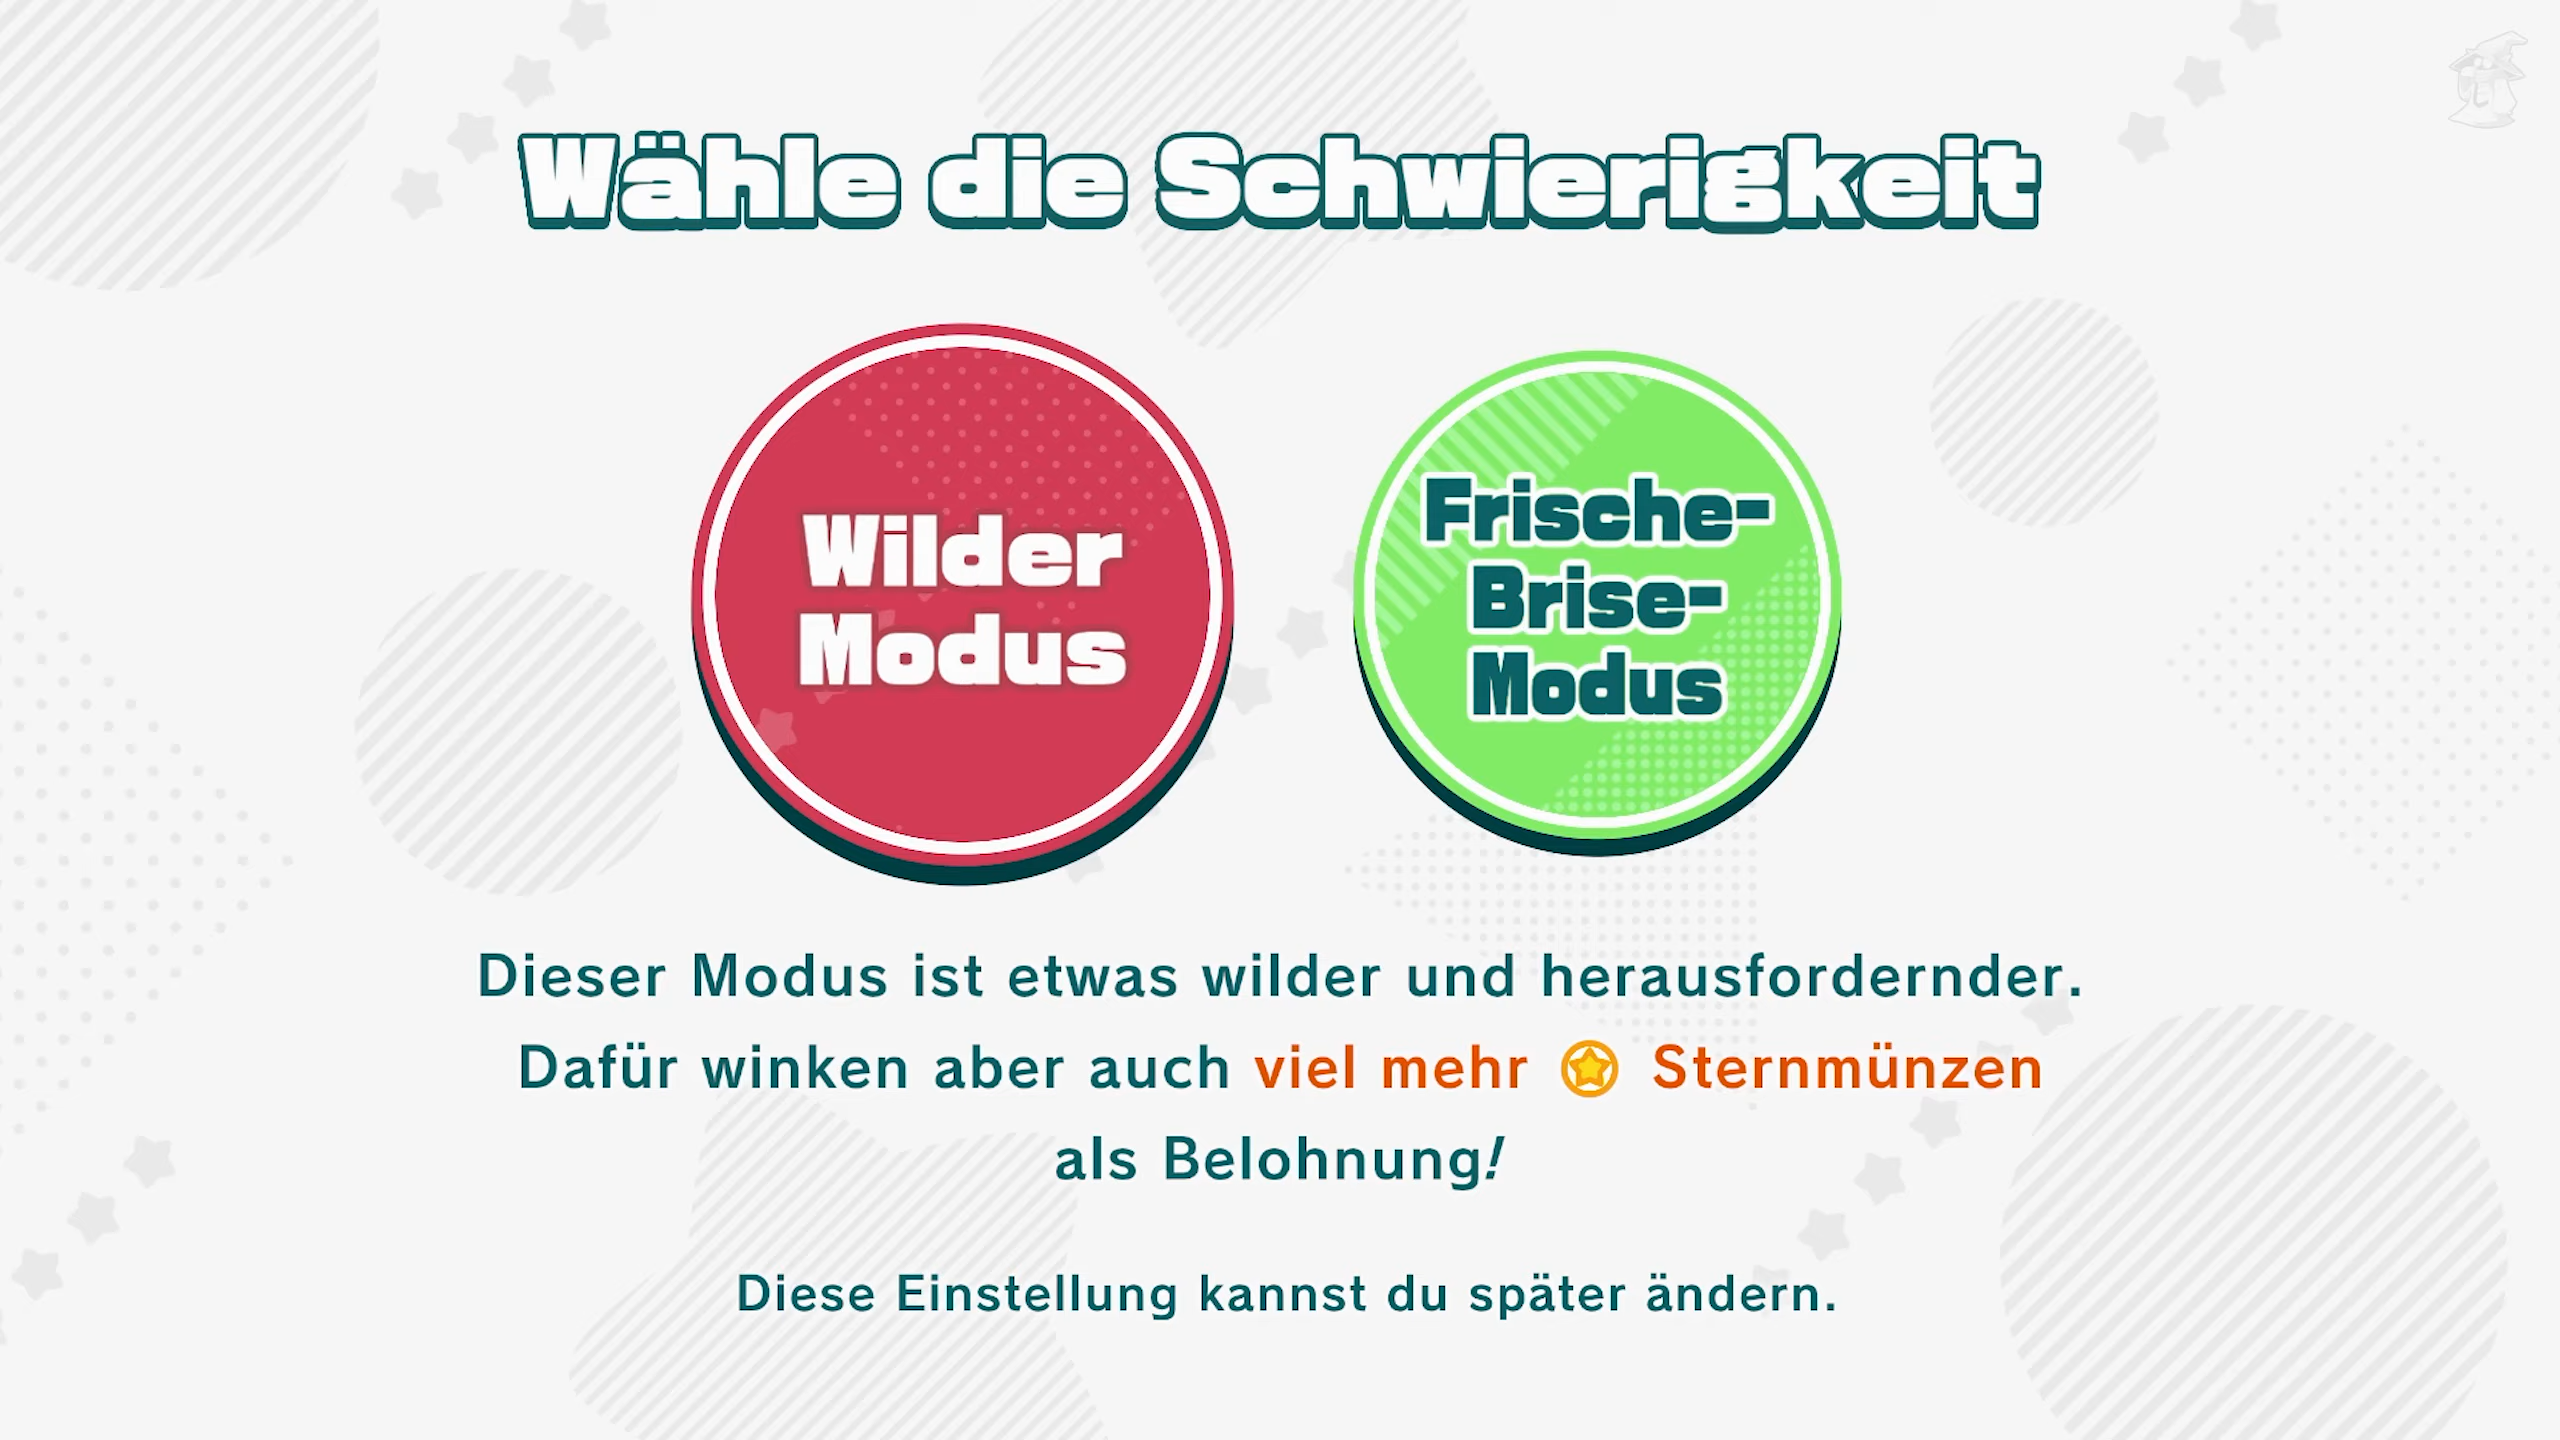 Wähle die Schwierigkeit
Wilder
Modus
Frische-
Brise-
Modus
Dieser Modus ist etwas wilder und herausfordernder.
Dafür winken aber auch viel mehr Sternmünzen
als Belohnung!
Diese Einstellung kannst du später ändern.